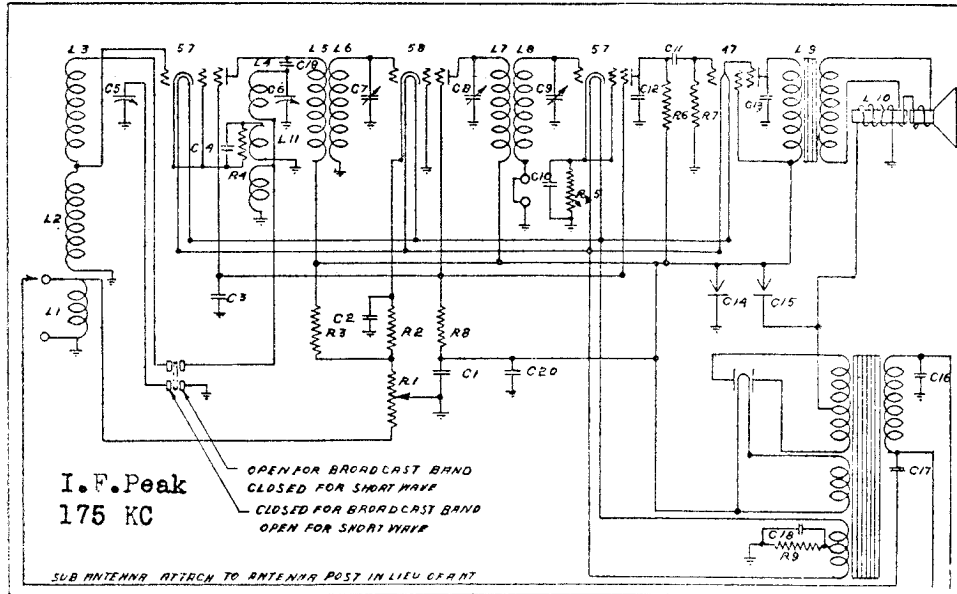 L3
57
L4
C19
L5
L6
58
L7
L8
57
C11
47
L9
C5
C6
C7
C8
C9
C12
R6
R7
C13
L10
L11
C4
R4
C10
R5
L2
L1
C3
C2
R3
R2
R8
C14
C15
R1
C1
C20
C16
C17
C18
R9
OPEN FOR BROADCAST BAND
CLOSED FOR SHORT WAVE
CLOSED FOR BROADCAST BAND
OPEN FOR SHORT WAVE
I.F.Peak
175 KC
SUB ANTENNA ATTACH TO ANTENNA POST IN LIEU OF ANT